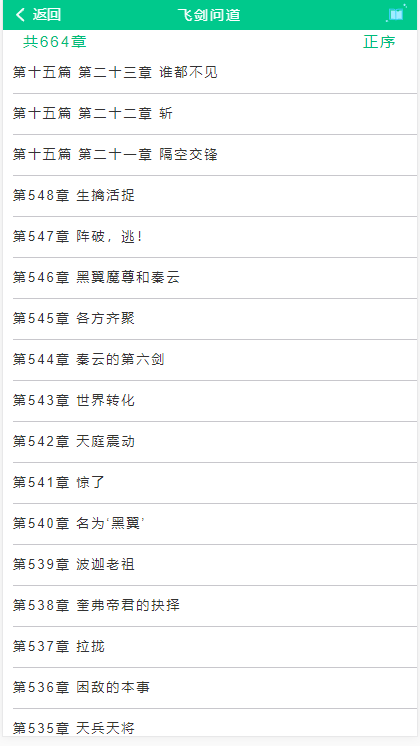 返回 飞剑问道
共664章 正序
第十五篇 第二十三章 谁都不见
第十五篇 第二十二章 斩
第十五篇 第二十一章 隔空交锋
第548章 生擒活捉
第547章 阵破，逃！
第546章 黑翼魔尊和秦云
第545章 各方齐聚
第544章 秦云的第六剑
第543章 世界转化
第542章 天庭震动
第541章 惊了
第540章 名为‘黑翼’
第539章 波迦老祖
第538章 奎弗帝君的抉择
第537章 拉拢
第536章 困敌的本事
第535章 天兵天将